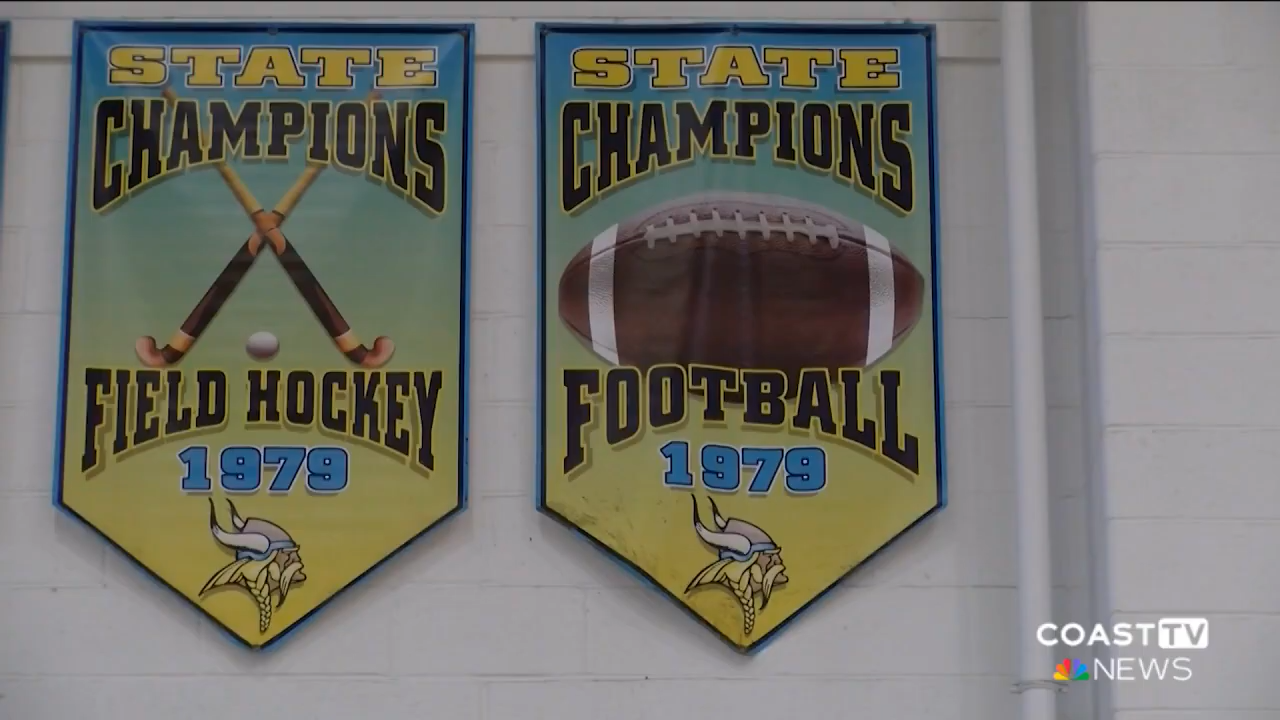 STATE
CHAMPIONS
FIELD HOCKEY
1979
STATE
CHAMPIONS
FOOTBALL
1979
COAST TV
NEWS